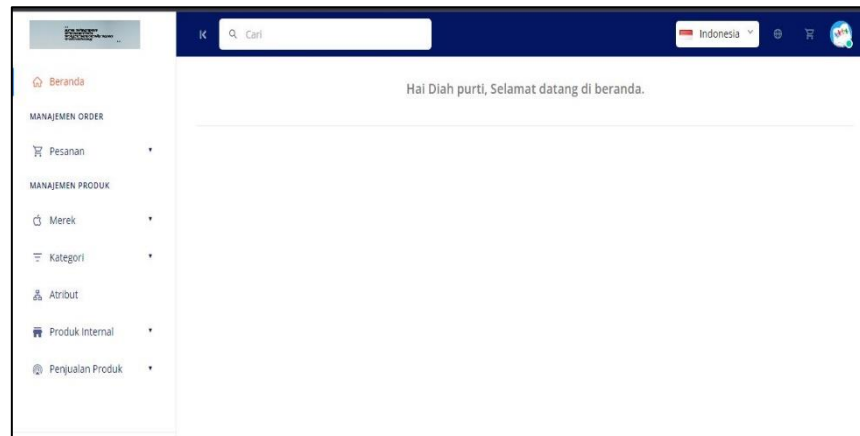 Cari
Indonesia
Beranda
Hai Diah purti, Selamat datang di beranda.
MANAJEMEN ORDER
Pesanan
MANAJEMEN PRODUK
Merek
Kategori
Atribut
Produk Internal
Penjualan Produk